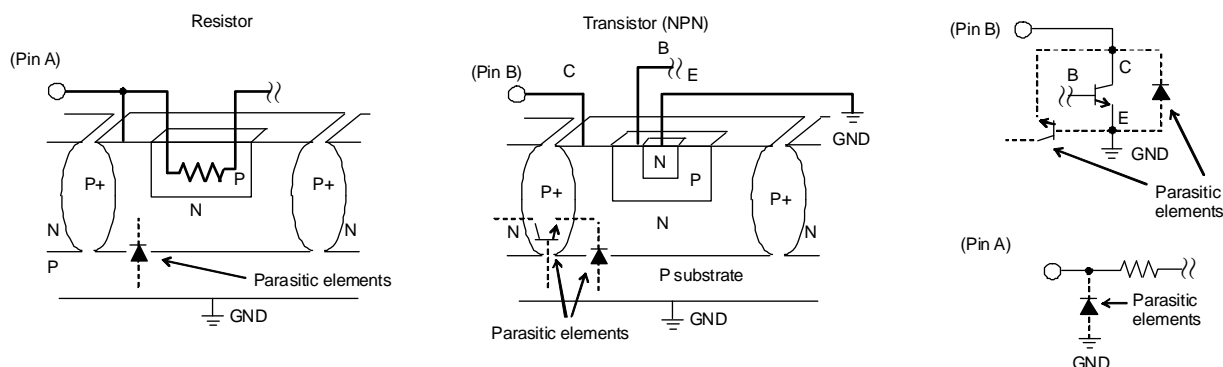 Resistor
(Pin A)
P+
P
P+
N
N
N
P
Parasitic elements
GND
Transistor (NPN)
B
(Pin B)
C
E
GND
N
P+
P
P+
N
N
N
P substrate
Parasitic elements
GND
(Pin B)
C
B
E
GND
Parasitic
elements
(Pin A)
Parasitic
elements
GND